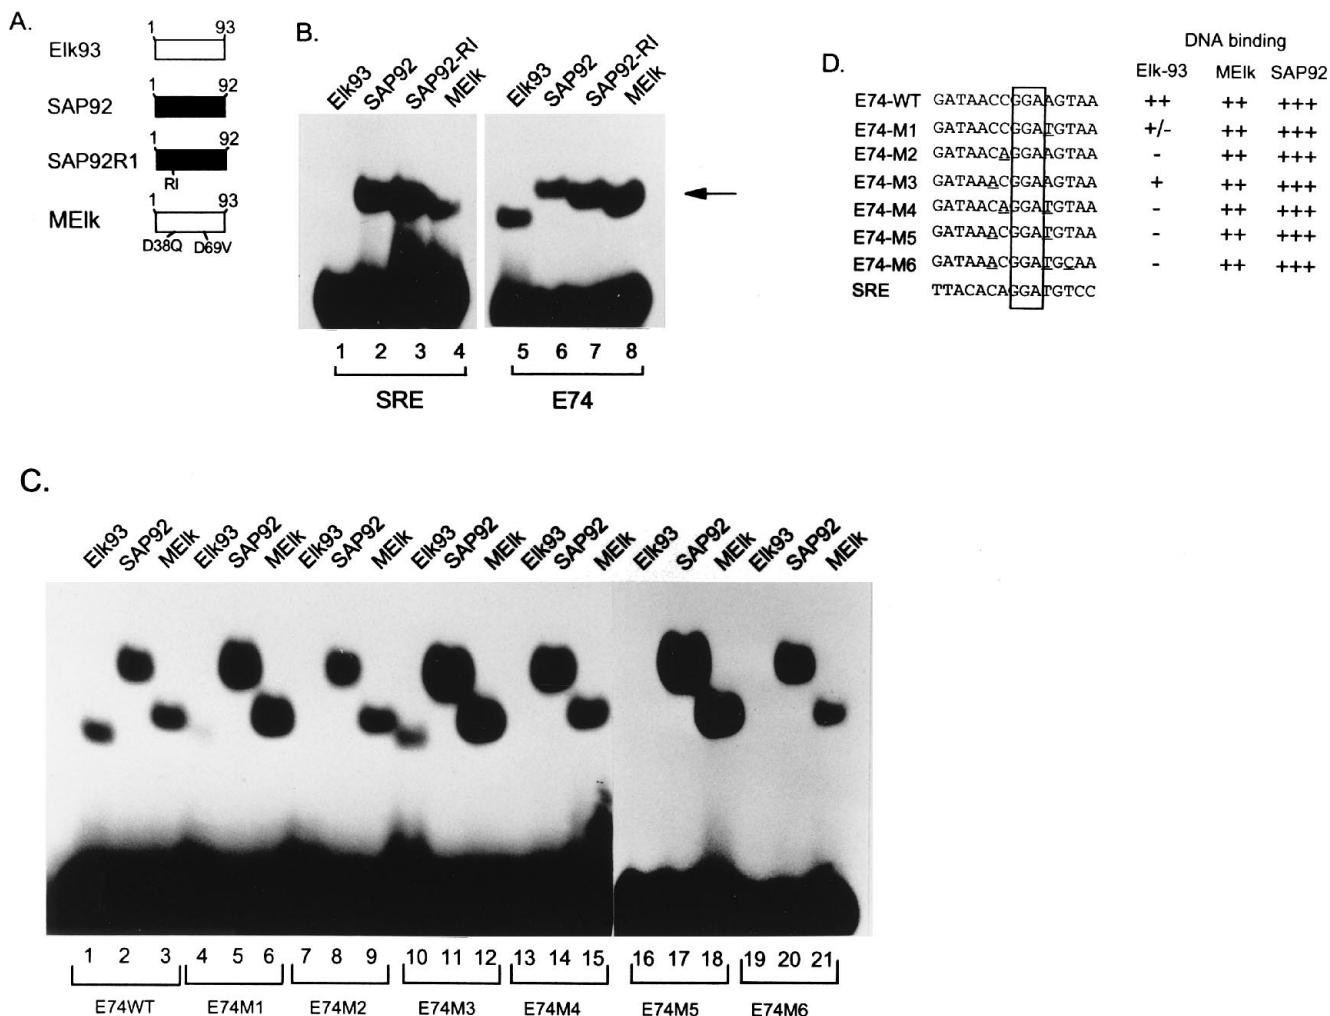 A.
1 93
Elk93
1 92
SAP92
1 92
SAP92R1
RI
1 93
MElk
D38Q D69V
B.
Elk93 SAP92 SAP92-RI MElk Elk93 SAP92 SAP92-RI MElk
1 2 3 4 5 6 7 8
SRE E74
D.
DNA binding
Elk-93 MElk SAP92
E74-WT GATAACCGGAAGTAA ++ ++ +++
E74-M1 GATAACCGGATGTAA +/- ++ +++
E74-M2 GATAACAGGAAGTAA - ++ +++
E74-M3 GATAAACGGAAGTAA + ++ +++
E74-M4 GATAACAGGATGTAA - ++ +++
E74-M5 GATAAACGGATGTAA - ++ +++
E74-M6 GATAAACGGATGCAA - ++ +++
SRE TTACACAGGATGTCC
C.
Elk93 SAP92 MElk Elk93 SAP92 MElk Elk93 SAP92 MElk Elk93 SAP92 MElk Elk93 SAP92 MElk Elk93 SAP92 MElk Elk93 SAP92 MElk
1 2 3 4 5 6 7 8 9 10 11 12 13 14 15 16 17 18 19 20 21
E74WT E74M1 E74M2 E74M3 E74M4 E74M5 E74M6